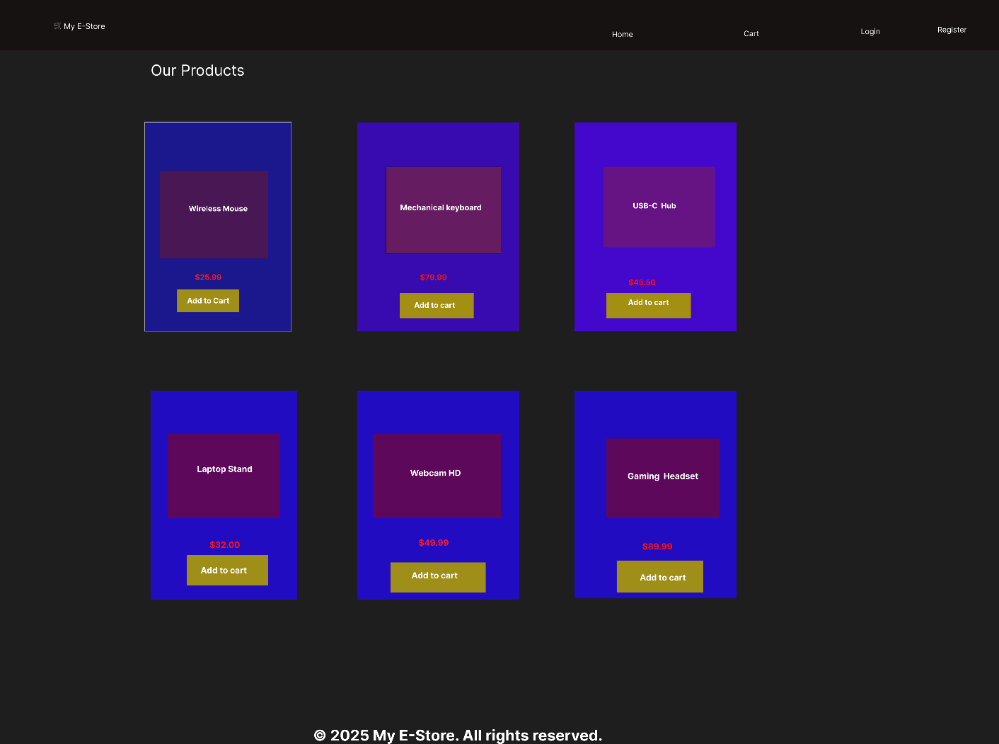 My E-Store
Home
Cart
Login
Register
Our Products
Wireless Mouse
$25.99
Add to Cart
Mechanical keyboard
$79.99
Add to cart
USB-C Hub
$45.50
Add to cart
Laptop Stand
$32.00
Add to cart
Webcam HD
$49.99
Add to cart
Gaming Headset
$89.99
Add to cart
© 2025 My E-Store. All rights reserved.